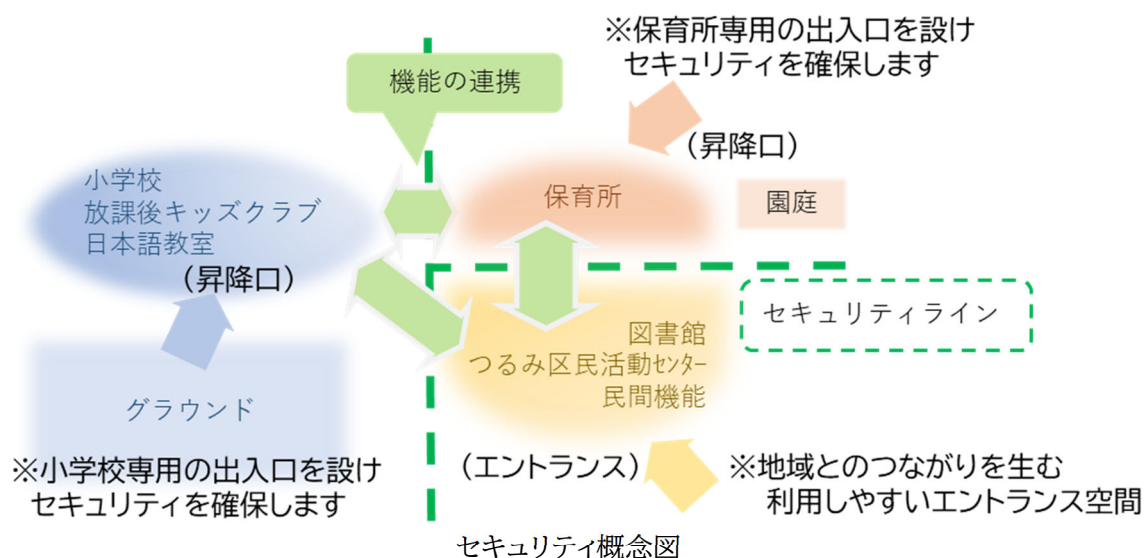 ※保育所専用の出入口を設け
セキュリティを確保します
機能の連携
(昇降口)
小学校
放課後キッズクラブ
日本語教室
(昇降口)
保育所
園庭
セキュリティライン
図書館
つるみ区民活動ｾﾝﾀｰ
民間機能
グラウンド
※小学校専用の出入口を設け
セキュリティを確保します
(エントランス)
※地域とのつながりを生む
利用しやすいエントランス空間
セキュリティ概念図